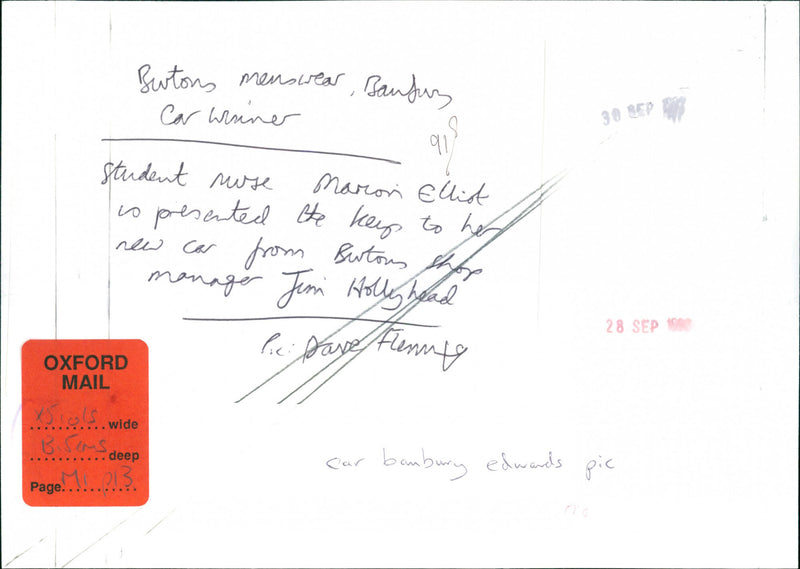 Burtons menswear, Banbury
Car Winner
91%
Student nurse Marion Elliot
is presented the keys to her
new car from Burtons shop
manager Jim Hollyhead
Pic: Dave Fleming
30 SEP
28 SEP
OXFORD
MAIL
wide
deep
Page M1 p13
car banbury edwards pic